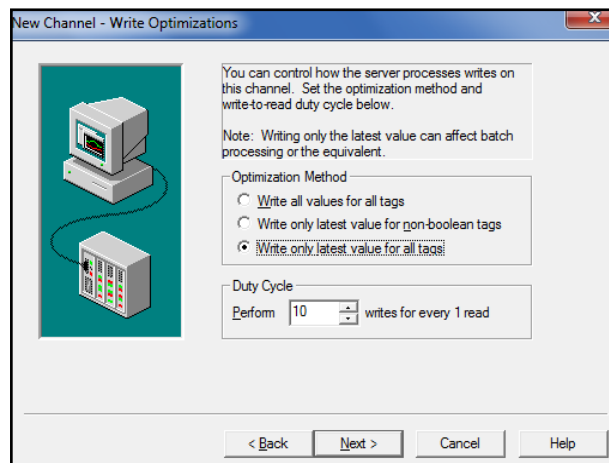 New Channel - Write Optimizations
You can control how the server processes writes on
this channel. Set the optimization method and
write-to-read duty cycle below.
Note: Writing only the latest value can affect batch
processing or the equivalent.
Optimization Method
Write all values for all tags
Write only latest value for non-boolean tags
Write only latest value for all tags
Duty Cycle
Perform 10 writes for every 1 read
< Back Next > Cancel Help